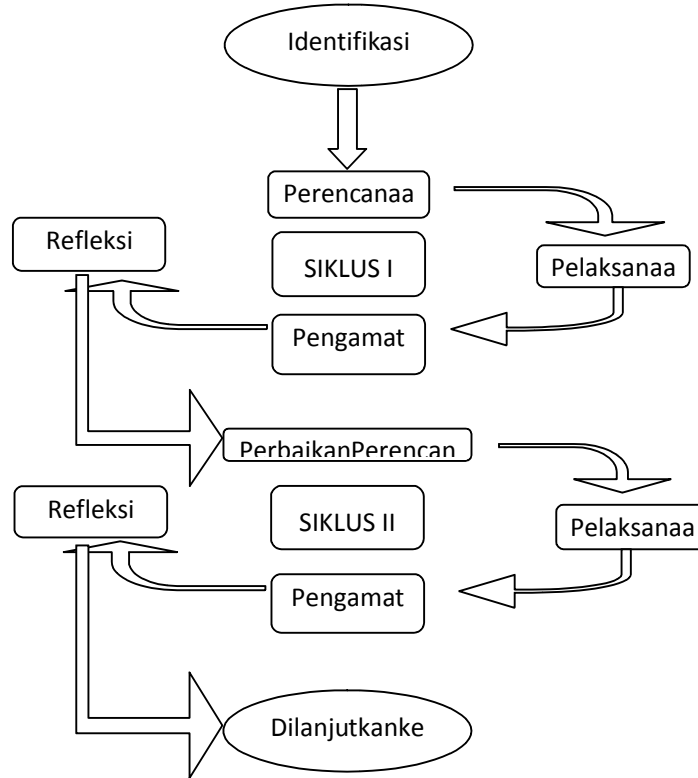 Identifikasi
Perencanaa
Refleksi
SIKLUS I
Pelaksanaa
Pengamat
PerbaikanPerencan
Refleksi
SIKLUS II
Pelaksanaa
Pengamat
Dilanjutkanke